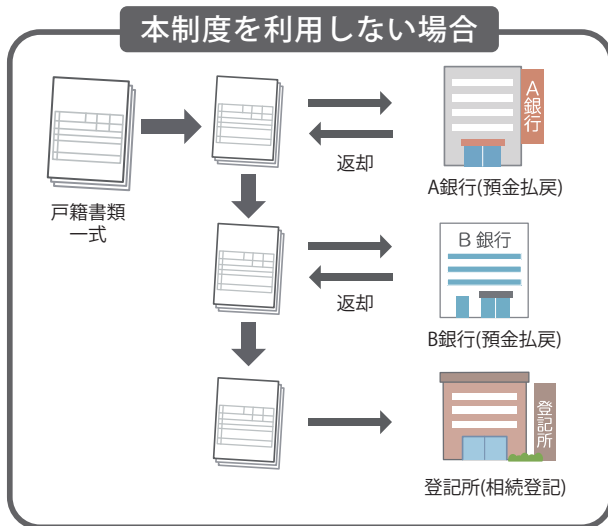 本制度を利用しない場合
戸籍書類
一式
返却
A銀行
A銀行(預金払戻)
返却
B 銀行
B銀行(預金払戻)
登記所
登記所(相続登記)